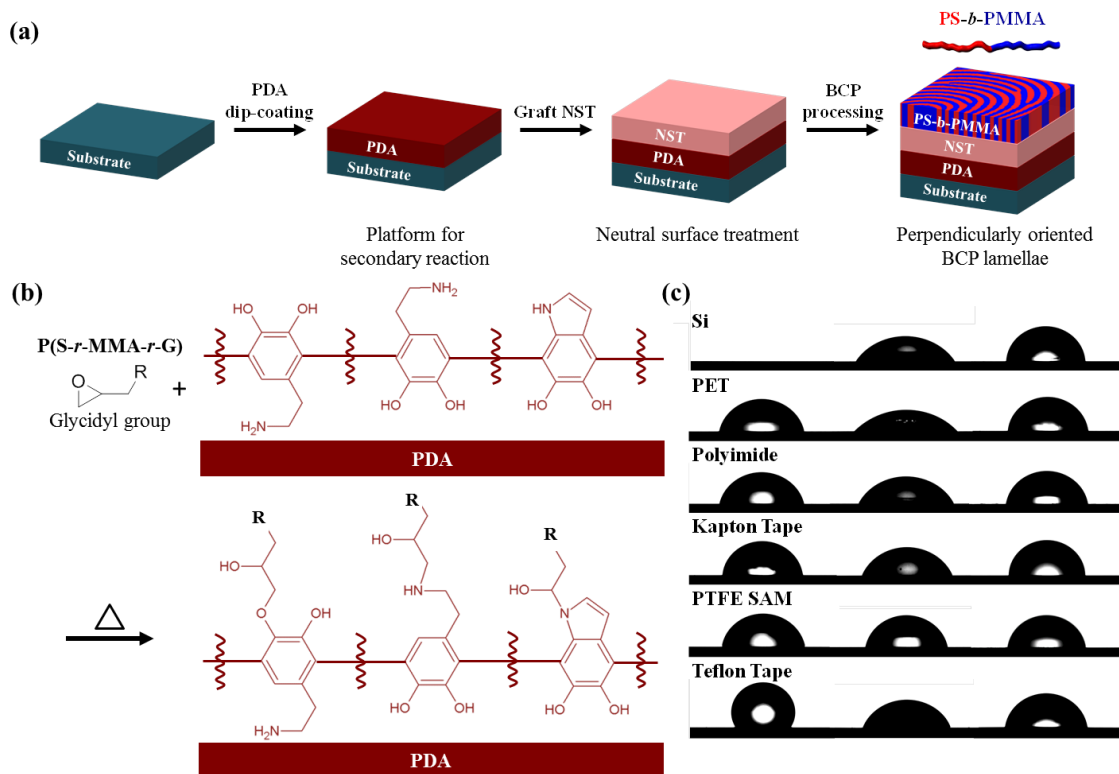 (a)
PS-b-PMMA
PDA
dip-coating
Graft NST
BCP
processing
Substrate
PDA
Substrate
NST
PDA
Substrate
PS-b-PMMA
NST
PDA
Substrate
Platform for
secondary reaction
Neutral surface treatment
Perpendicularly oriented
BCP lamellae
(b)
P(S-r-MMA-r-G)
O
R
+
Glycidyl group
HO
OH
H₂N
NH₂
HO
OH
HN
HO
OH
PDA
△
R
HO
O
OH
H₂N
R
HO
HN
HO
OH
R
HO
N
HO
OH
PDA
(c)
Si
PET
Polyimide
Kapton Tape
PTFE SAM
Teflon Tape